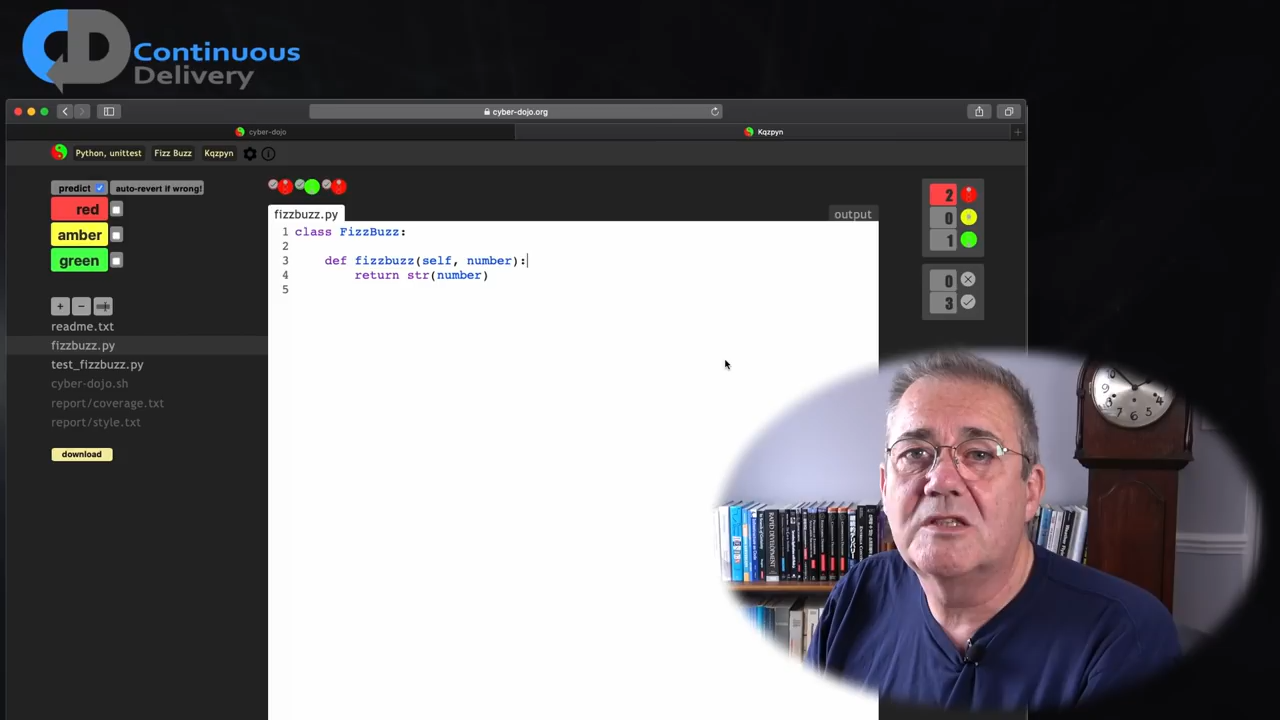 Continuous
Delivery
cyber-dojo.org
cyber-dojo
Kqzpyn
Python, unittest
Fizz Buzz
Kqzpyn
predict
auto-revert if wrong!
red
amber
green
fizzbuzz.py
output
1 class FizzBuzz:
2
3 def fizzbuzz(self, number):
4 return str(number)
5
2
0
1
0
3
+
−
readme.txt
fizzbuzz.py
test_fizzbuzz.py
cyber-dojo.sh
report/coverage.txt
report/style.txt
download
RAPID DEVELOPMENT